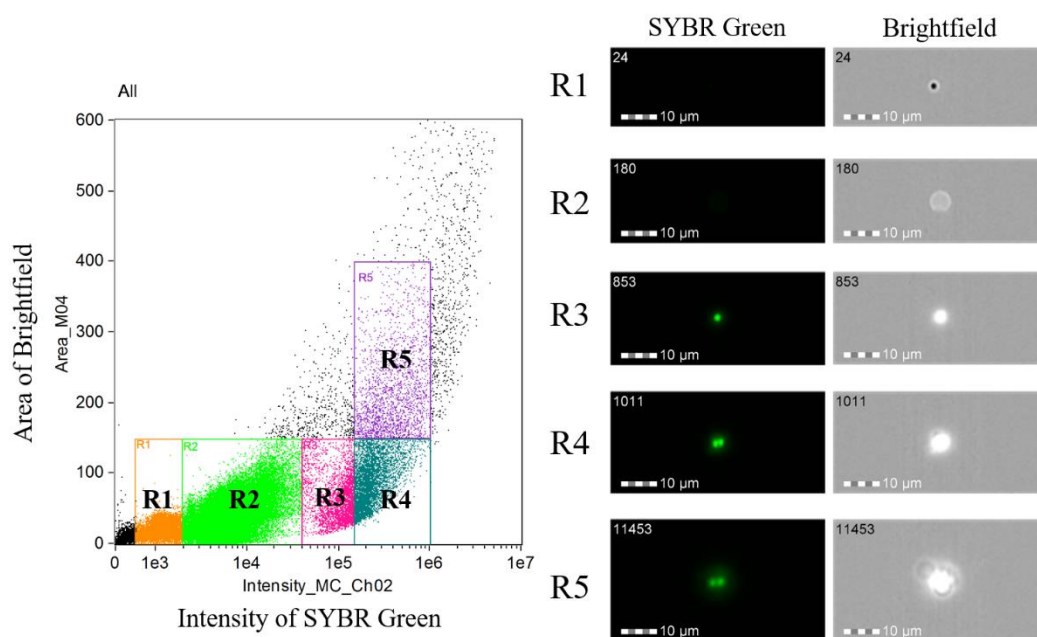 All
Area of Brightfield
Area_M04
600
500
400
300
200
100
0
R5
R5
R1
R2
R3
R1
R2
R3
R4
0
1e3
1e4
1e5
1e6
1e7
Intensity_MC_Ch02
Intensity of SYBR Green
SYBR Green
Brightfield
R1
24
10 μm
24
10 μm
R2
180
10 μm
180
10 μm
R3
853
10 μm
853
10 μm
R4
1011
10 μm
1011
10 μm
R5
11453
10 μm
11453
10 μm